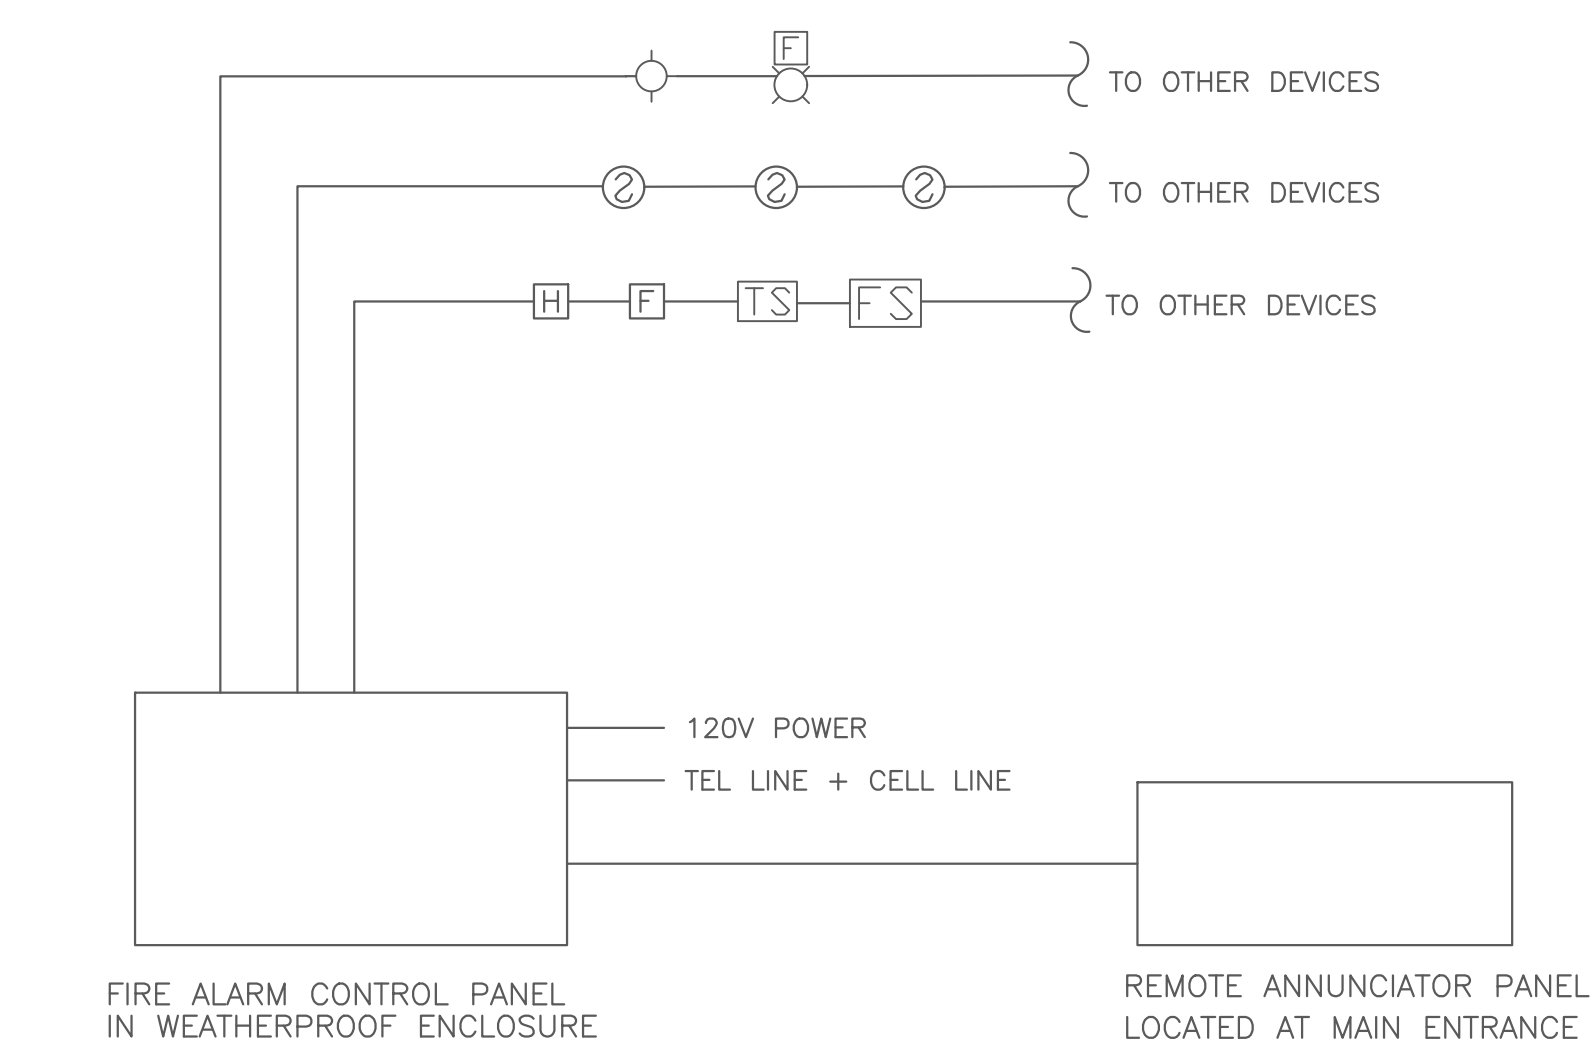 F
TO OTHER DEVICES
S S S TO OTHER DEVICES
H F TS FS TO OTHER DEVICES
120V POWER
TEL LINE + CELL LINE
FIRE ALARM CONTROL PANEL
IN WEATHERPROOF ENCLOSURE
REMOTE ANNUNCIATOR PANEL
LOCATED AT MAIN ENTRANCE